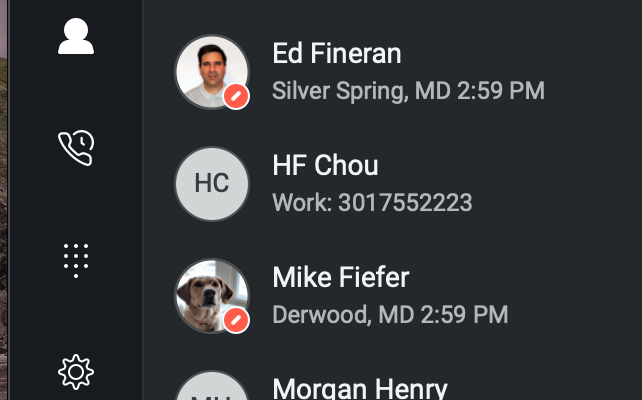 Ed Fineran
Silver Spring, MD 2:59 PM
HC
HF Chou
Work: 3017552223
Mike Fiefer
Derwood, MD 2:59 PM
MH
Morgan Henry